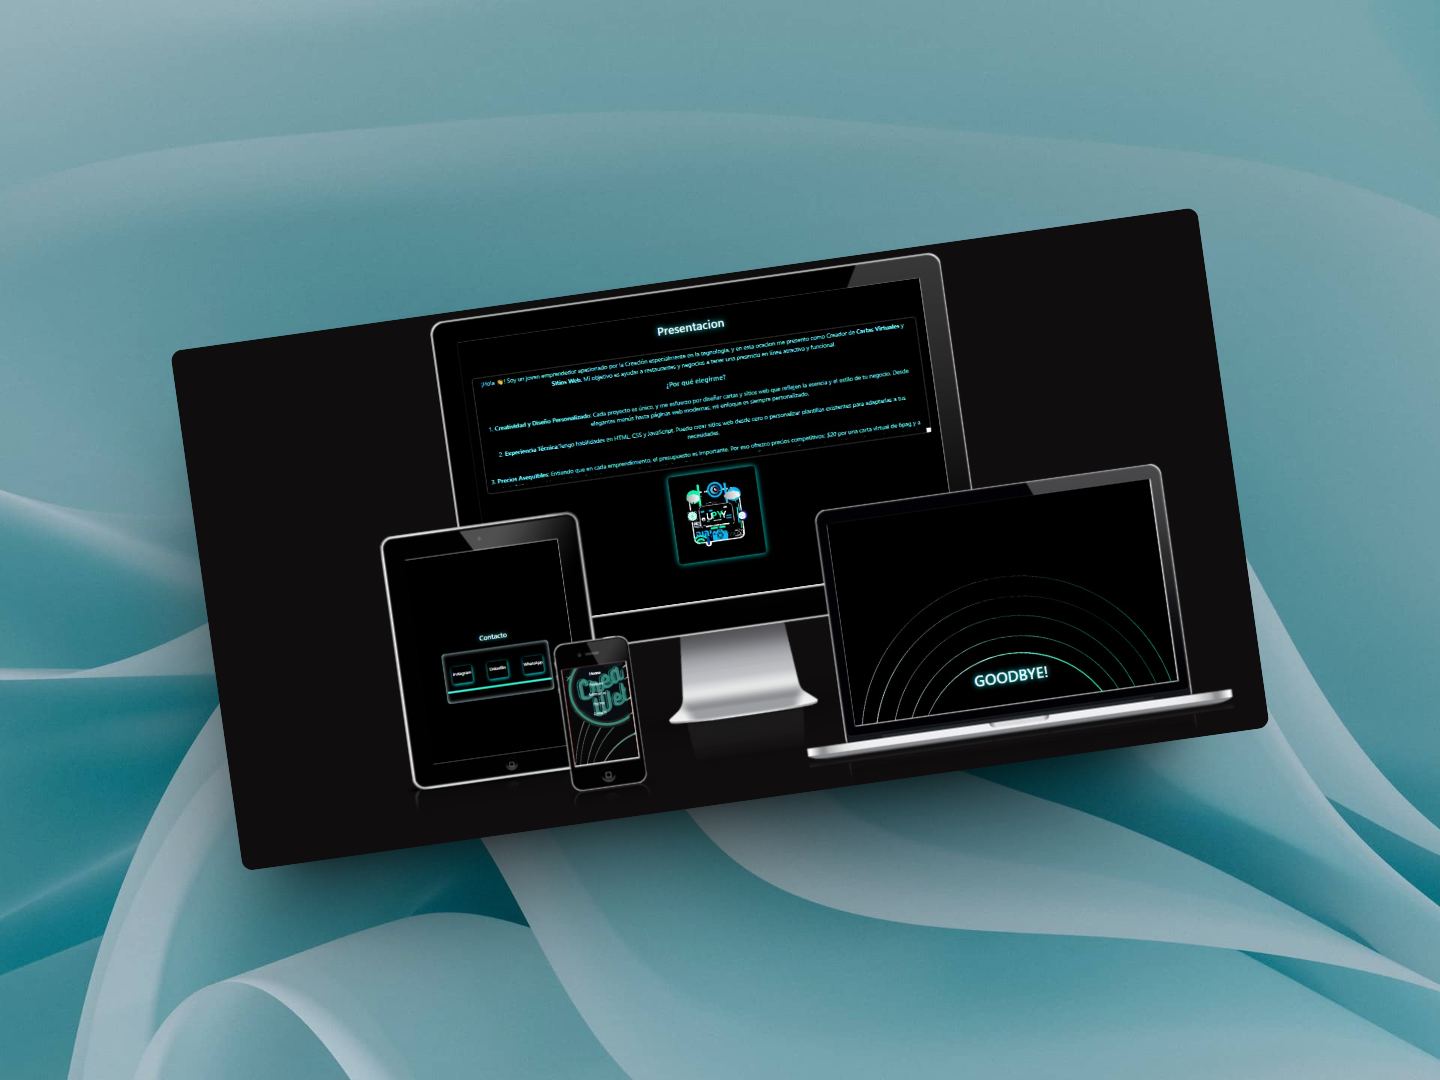 Presentacion
¡Hola 👋! Soy un joven emprendedor apasionado por la Creación especialmente en la tegnologia, y en esta ocacion me presento como Creador de Cartas Virtuales y
Sitios Web. Mi objetivo es ayudar a restaurantes y negocios a tener una presencia en línea atractiva y funcional
¿Por qué elegirme?
1. Creatividad y Diseño Personalizado: Cada proyecto es único, y me esfuerzo por diseñar cartas y sitios web que reflejen la esencia y el estilo de tu negocio. Desde
elegantes menús hasta páginas web modernas, mi enfoque es siempre personalizado.
2. Experiencia Técnica:Tengo habilidades en HTML, CSS y JavaScript. Puedo crear sitios web desde cero o personalizar plantillas existentes para adaptarlas a tus
necesidades.
3. Precios Asequibles: Entiendo que en cada emprendimiento, el presupuesto es importante. Por eso ofrezco precios competitivos: $20 por una carta virtual de 6pag y a
Contacto
Instagram
LinkedIn
WhatsApp
Home
Crea
Wet
GOODBYE!